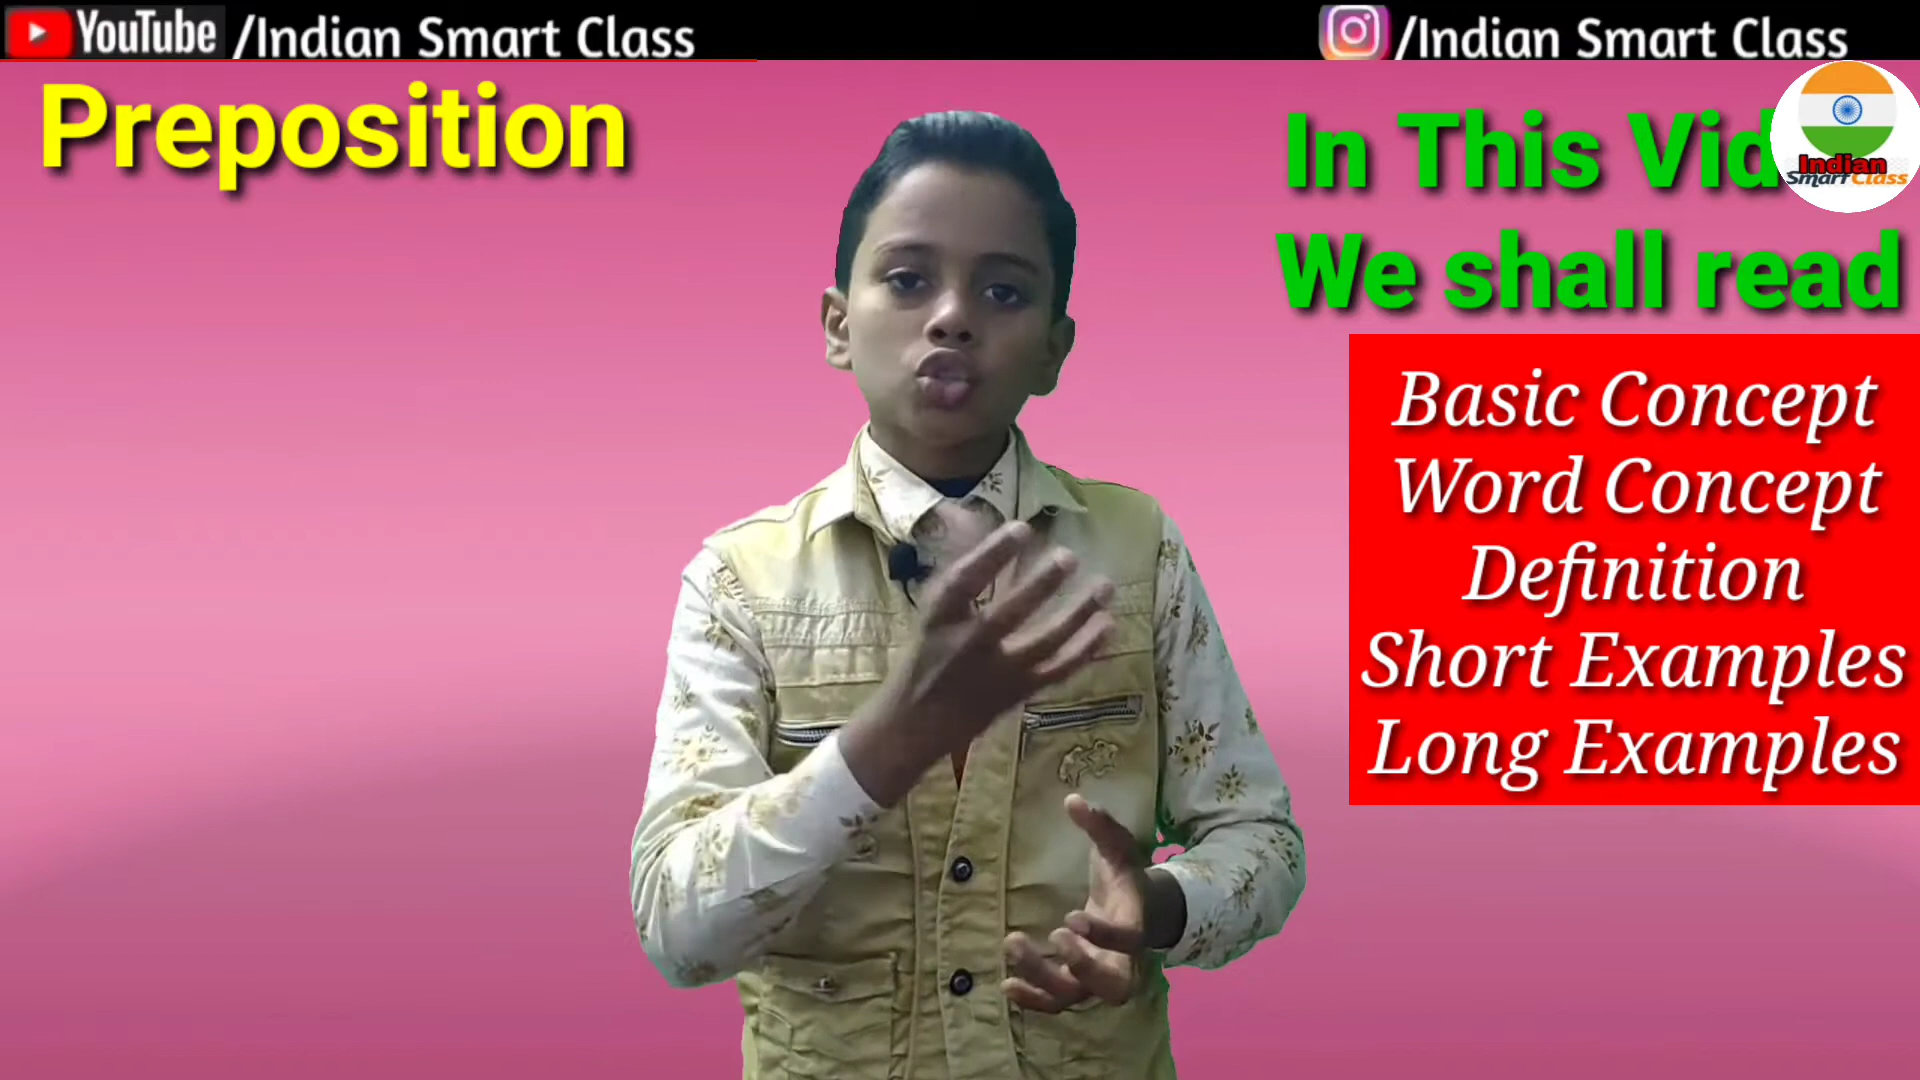 YouTube /Indian Smart Class
/Indian Smart Class
Preposition
In This Vid
We shall read
Indian
Smart Class
Basic Concept
Word Concept
Definition
Short Examples
Long Examples